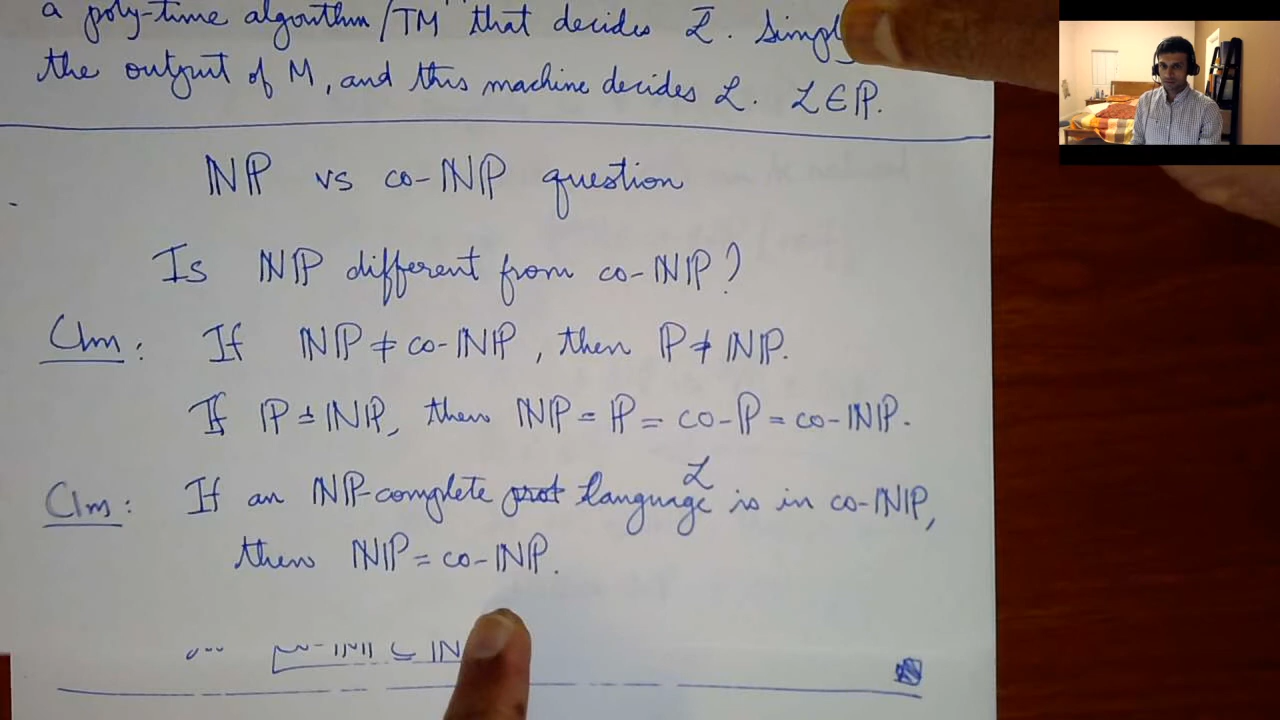 a poly-time algorithm/TM that decides L̄. Simply
the output of M, and this machine decides L. L∈ℙ.
ℕℙ vs co-ℕℙ question
Is ℕℙ different from co-ℕℙ?
Clm: If ℕℙ ≠ co-ℕℙ, then ℙ ≠ ℕℙ.
If ℙ = ℕℙ, then ℕℙ = ℙ = co-ℙ = co-ℕℙ.
Clm: If an ℕℙ-complete language L is in co-ℕℙ,
then ℕℙ = co-ℕℙ.